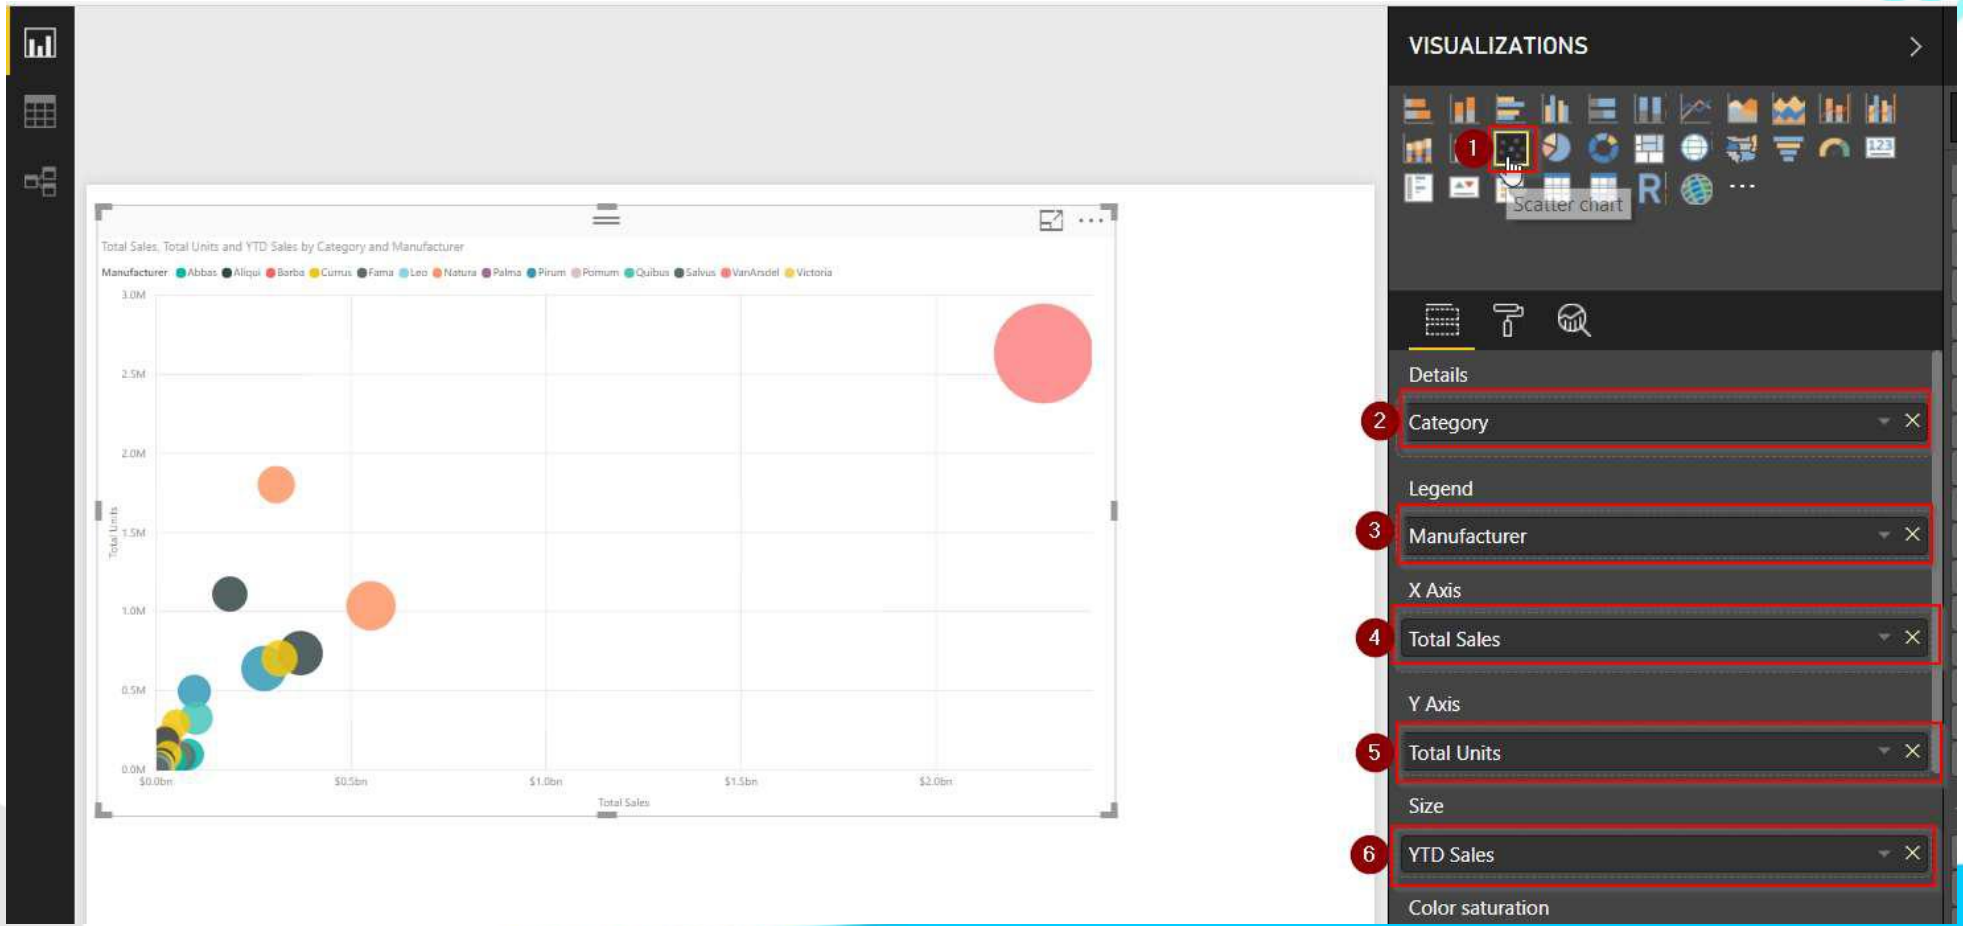 VISUALIZATIONS
1
123
R
Scatter chart
Total Sales, Total Units and YTD Sales by Category and Manufacturer
Manufacturer Abbas Aliqui Barba Currus Fama Leo Natura Palma Pirum Pomum Quibus Salvus VanArsdel Victoria
3.0M
2.5M
2.0M
1.5M
1.0M
0.5M
0.0M
Total Units
$0.0bn $0.5bn $1.0bn $1.5bn $2.0bn
Total Sales
Details
2 Category
Legend
3 Manufacturer
X Axis
4 Total Sales
Y Axis
5 Total Units
Size
6 YTD Sales
Color saturation